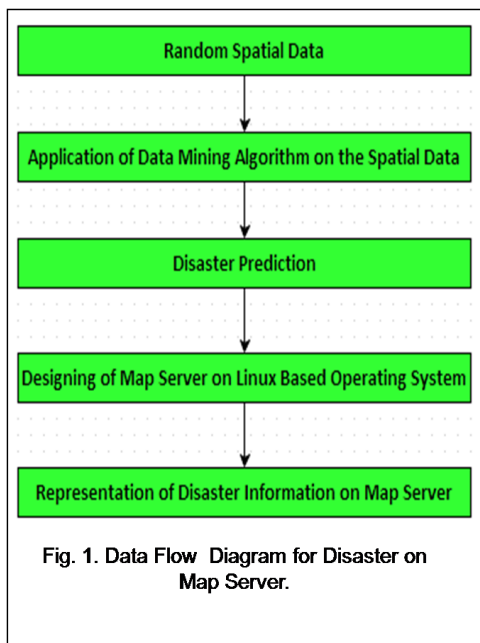 Random Spatial Data
Application of Data Mining Algorithm on the Spatial Data
Disaster Prediction
Designing of Map Server on Linux Based Operating System
Representation of Disaster Information on Map Server
Fig. 1. Data Flow Diagram for Disaster on
Map Server.